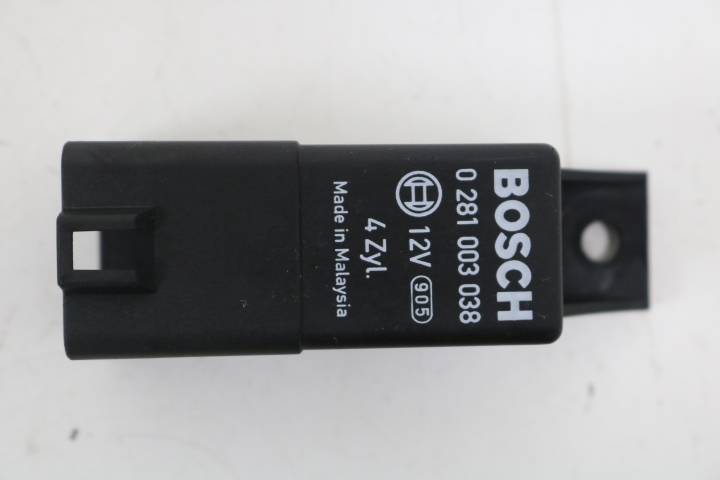 BOSCH
0 281 003 038
12V 905
4 Zyl.
Made in Malaysia